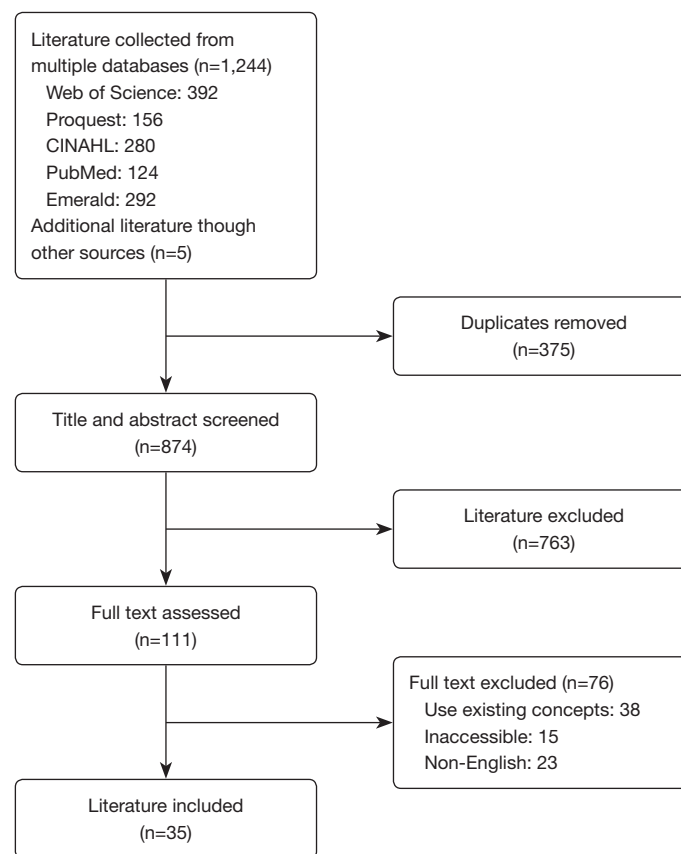 Literature collected from
multiple databases (n=1,244)
Web of Science: 392
Proquest: 156
CINAHL: 280
PubMed: 124
Emerald: 292
Additional literature though
other sources (n=5)
Duplicates removed
(n=375)
Title and abstract screened
(n=874)
Literature excluded
(n=763)
Full text assessed
(n=111)
Full text excluded (n=76)
Use existing concepts: 38
Inaccessible: 15
Non-English: 23
Literature included
(n=35)